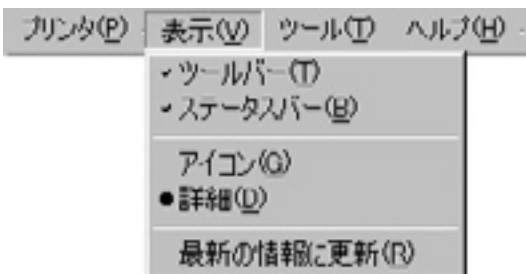 プリンタ(P) 表示(V) ツール(T) ヘルプ(H)
ツールバー(T)
ステータスバー(B)
アイコン(G)
詳細(D)
最新の情報に更新(R)